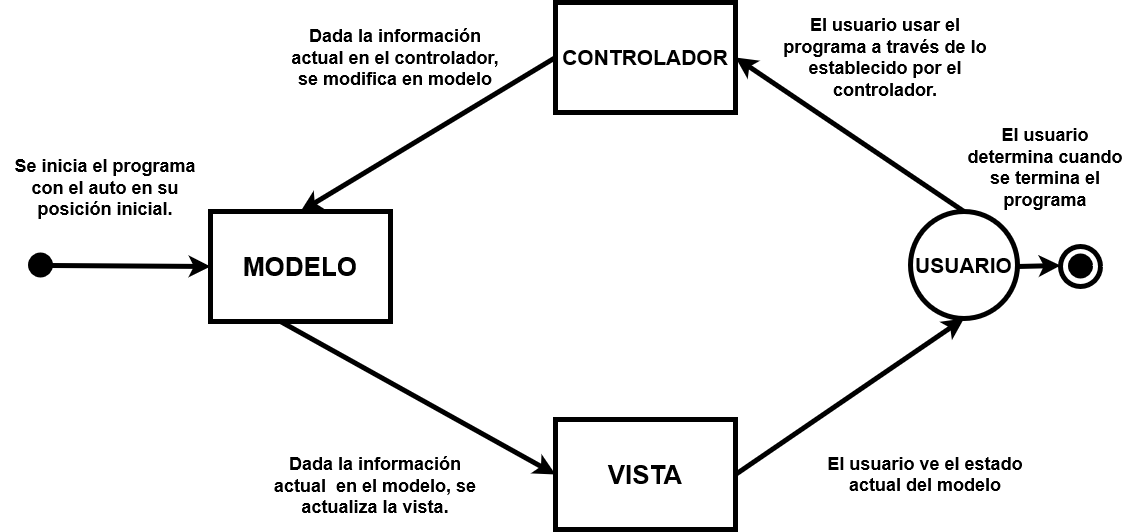 Dada la información
actual en el controlador,
se modifica en modelo
CONTROLADOR
El usuario usar el
programa a través de lo
establecido por el
controlador.
El usuario
determina cuando
se termina el
programa
Se inicia el programa
con el auto en su
posición inicial.
MODELO
USUARIO
Dada la información
actual en el modelo, se
actualiza la vista.
VISTA
El usuario ve el estado
actual del modelo